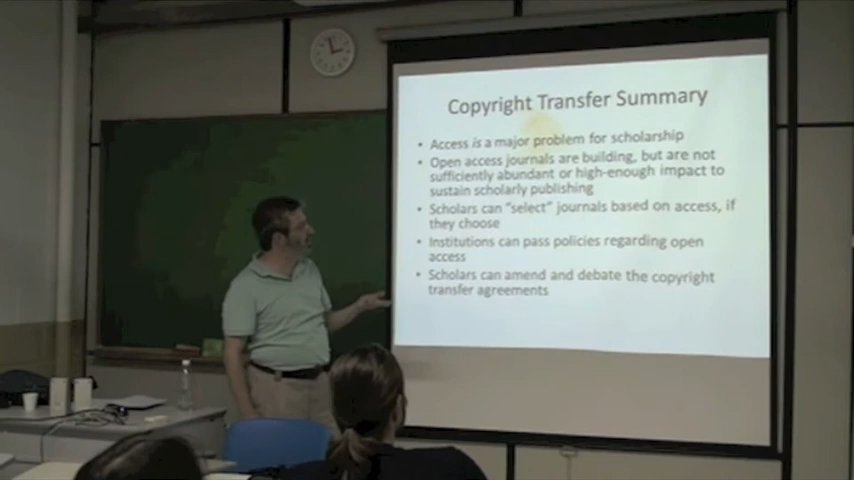 Copyright Transfer Summary
• Access is a major problem for scholarship
• Open access journals are building, but are not
sufficiently abundant or high-enough impact to
sustain scholarly publishing
• Scholars can "select" journals based on access, if
they choose
• Institutions can pass policies regarding open
access
• Scholars can amend and debate the copyright
transfer agreements